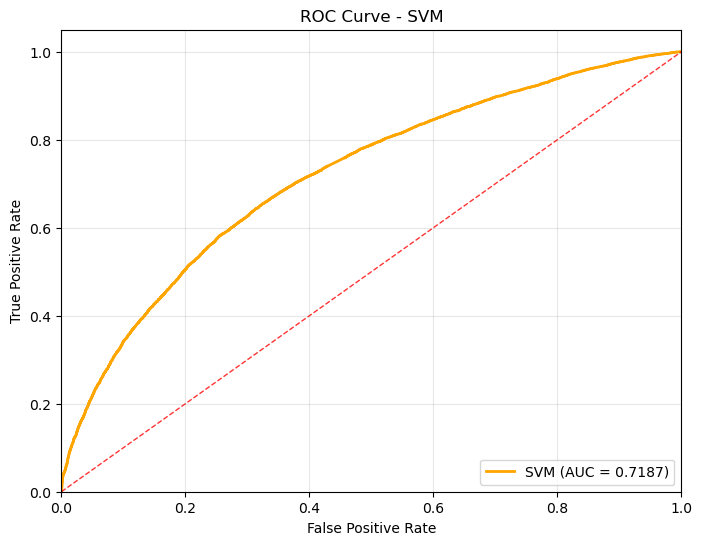 ROC Curve - SVM
1.0
0.8
0.6
0.4
0.2
0.0
True Positive Rate
SVM (AUC = 0.7187)
0.0 0.2 0.4 0.6 0.8 1.0
False Positive Rate